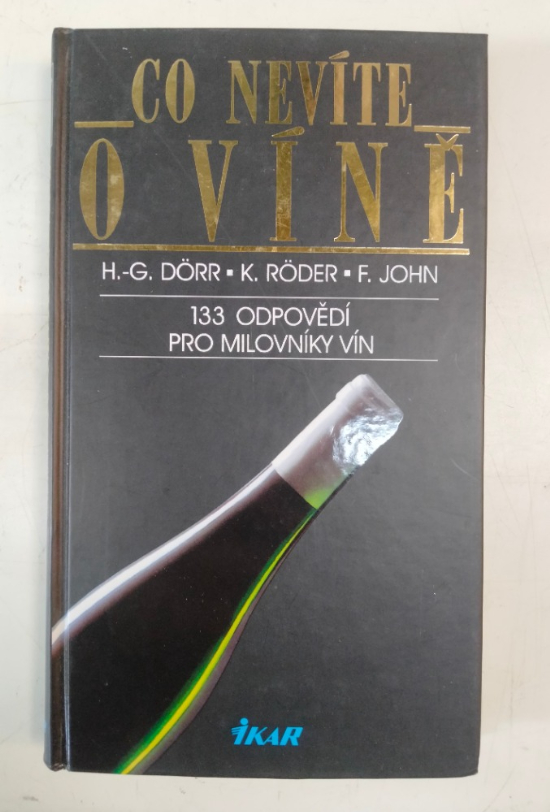 CO NEVÍTE
O VÍNĚ
H.-G. DÖRR ▪ K. RÖDER ▪ F. JOHN
133 ODPOVĚDÍ
PRO MILOVNÍKY VÍN
IKAR